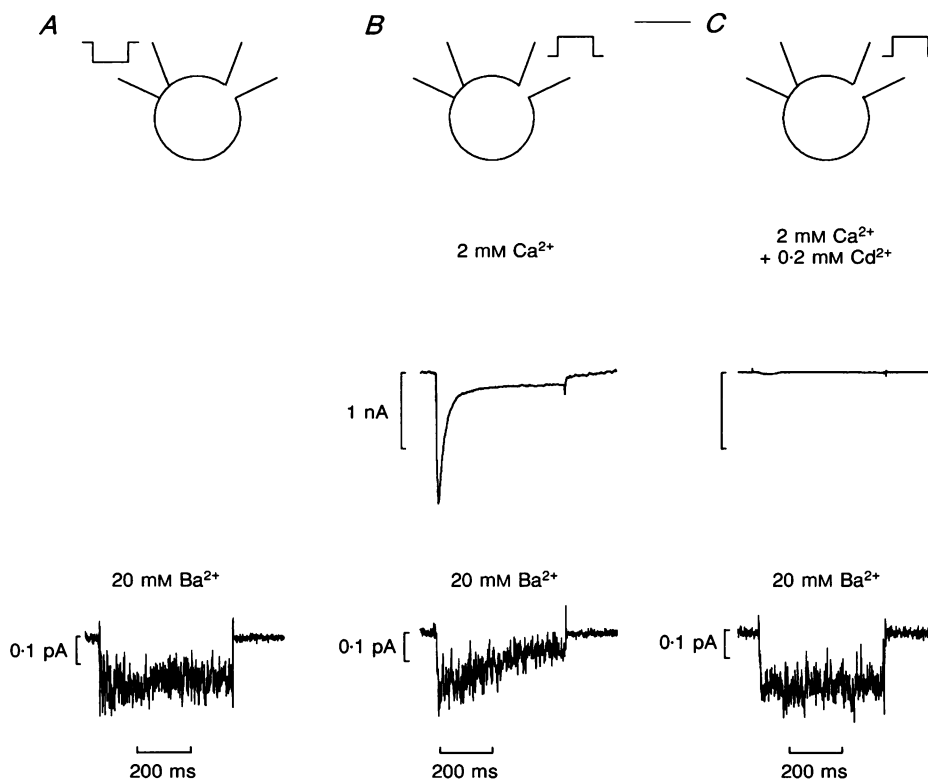 A
B
C
2 mM Ca²⁺
2 mM Ca²⁺
+ 0·2 mM Cd²⁺
1 nA
20 mM Ba²⁺
20 mM Ba²⁺
20 mM Ba²⁺
0·1 pA
0·1 pA
0·1 pA
200 ms
200 ms
200 ms